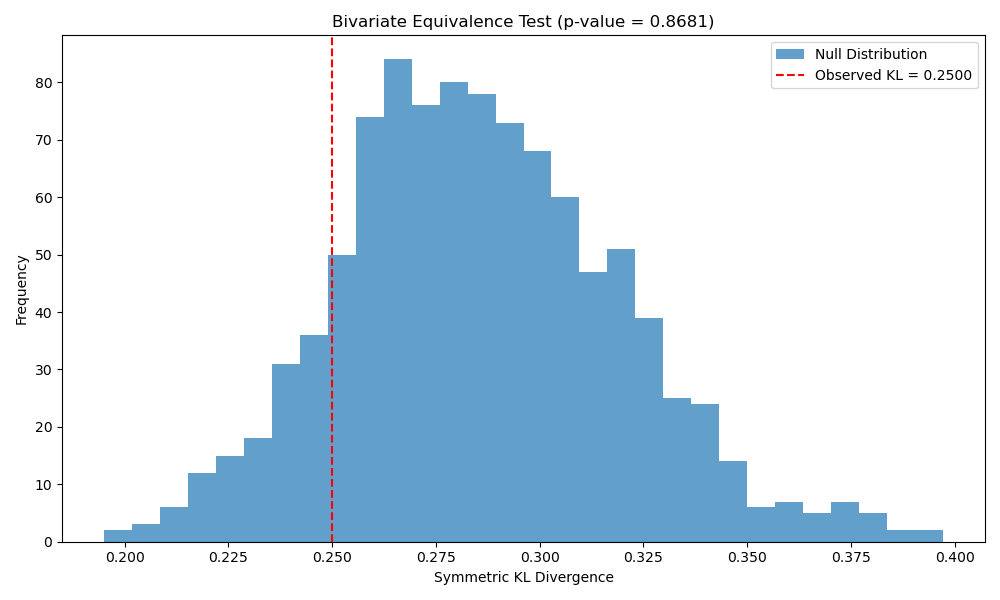 Bivariate Equivalence Test (p-value = 0.8681)
Null Distribution
Observed KL = 0.2500
Frequency
80
70
60
50
40
30
20
10
0
0.200 0.225 0.250 0.275 0.300 0.325 0.350 0.375 0.400
Symmetric KL Divergence